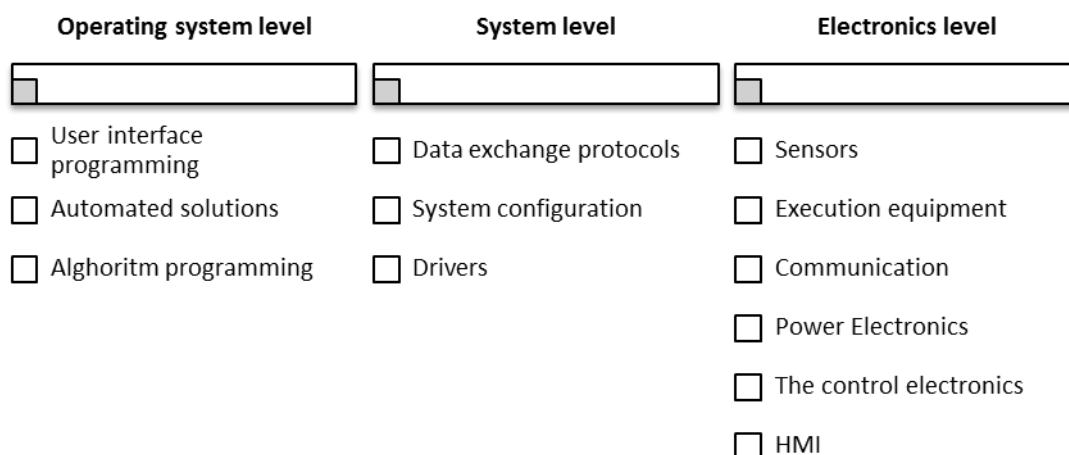 Operating system level
System level
Electronics level
User interface
programming
Automated solutions
Alghoritm programming
Data exchange protocols
System configuration
Drivers
Sensors
Execution equipment
Communication
Power Electronics
The control electronics
HMI